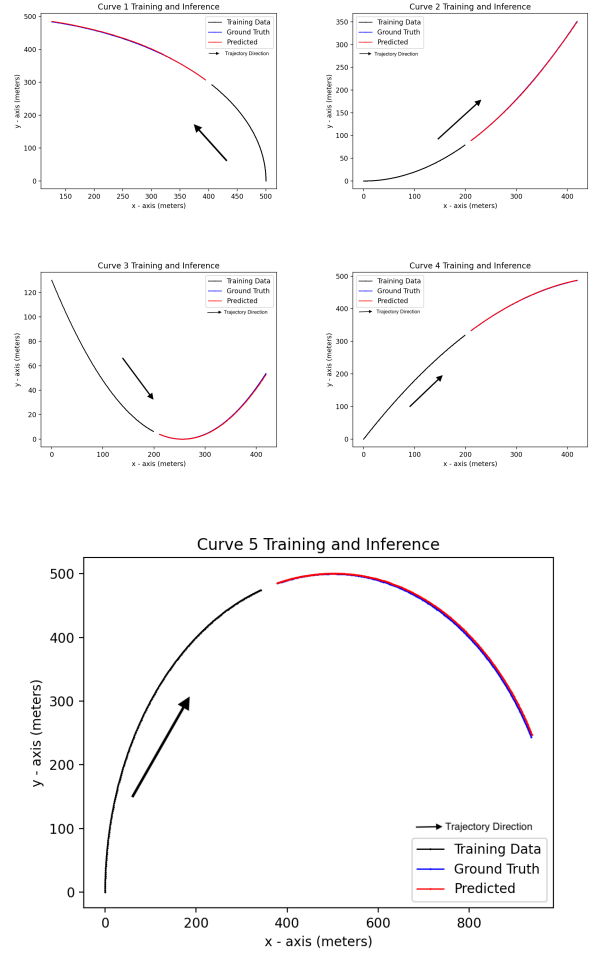 Curve 1 Training and Inference
Training Data
Ground Truth
Predicted
Trajectory Direction
y - axis (meters)
500
400
300
200
100
0
150 200 250 300 350 400 450 500
x - axis (meters)
Curve 2 Training and Inference
Training Data
Ground Truth
Predicted
Trajectory Direction
y - axis (meters)
350
300
250
200
150
100
50
0
0 100 200 300 400
x - axis (meters)
Curve 3 Training and Inference
Training Data
Ground Truth
Predicted
Trajectory Direction
y - axis (meters)
120
100
80
60
40
20
0
0 100 200 300 400
x - axis (meters)
Curve 4 Training and Inference
Training Data
Ground Truth
Predicted
Trajectory Direction
y - axis (meters)
500
400
300
200
100
0
0 100 200 300 400
x - axis (meters)
Curve 5 Training and Inference
y - axis (meters)
500
400
300
200
100
0
Trajectory Direction
Training Data
Ground Truth
Predicted
0 200 400 600 800
x - axis (meters)